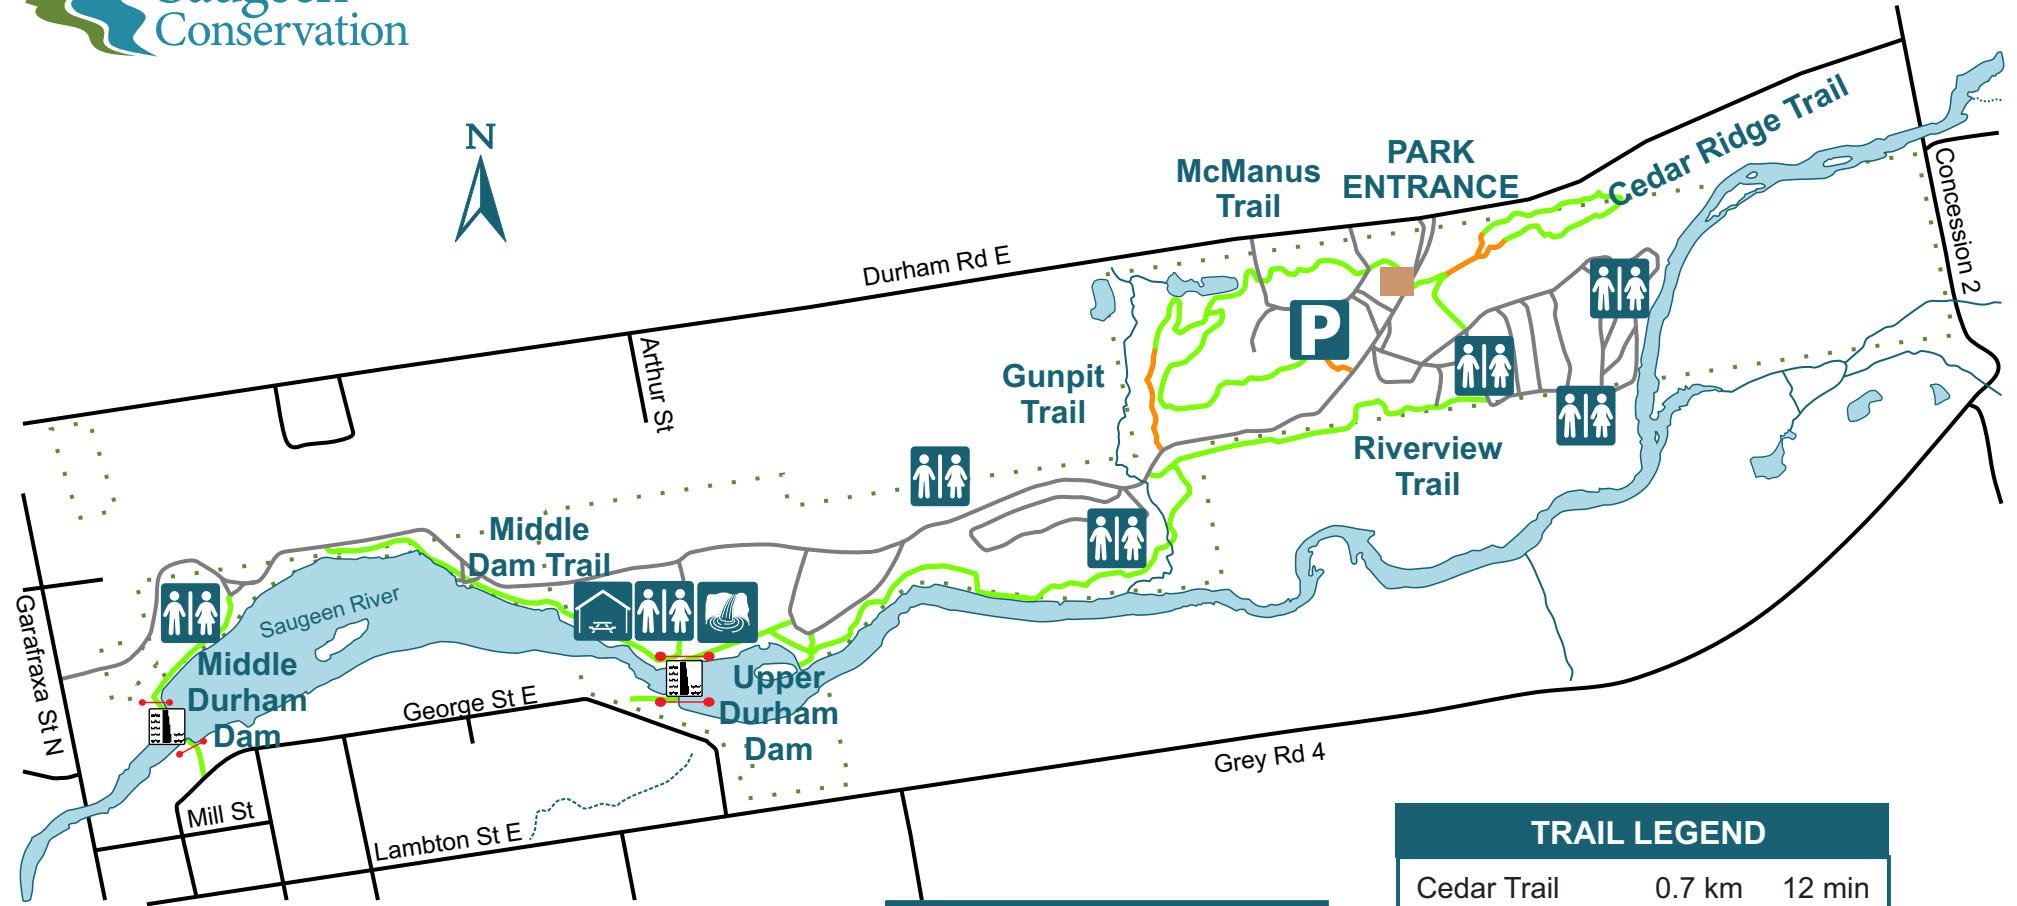 Saugeen
Conservation
N
Durham Rd E
Arthur St
McManus
Trail
PARK
ENTRANCE
Cedar Ridge Trail
Concession 2
Gunpit
Trail
P
Riverview
Trail
Middle
Dam Trail
Saugeen River
Garafraxa St N
Middle
Durham
Dam
George St E
Upper
Durham
Dam
Grey Rd 4
Mill St
Lambton St E
TRAIL LEGEND
Cedar Trail 0.7 km 12 min